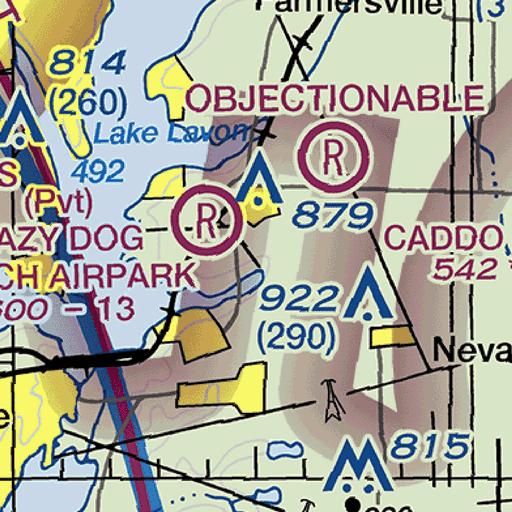 Farmersville
814
(260)
OBJECTIONABLE
Lake Lavon
R
492
S
(Pvt)
R
879
AZY DOG
CADDO
CH AIRPARK
542
600 - 13
922
(290)
Neva
e
815